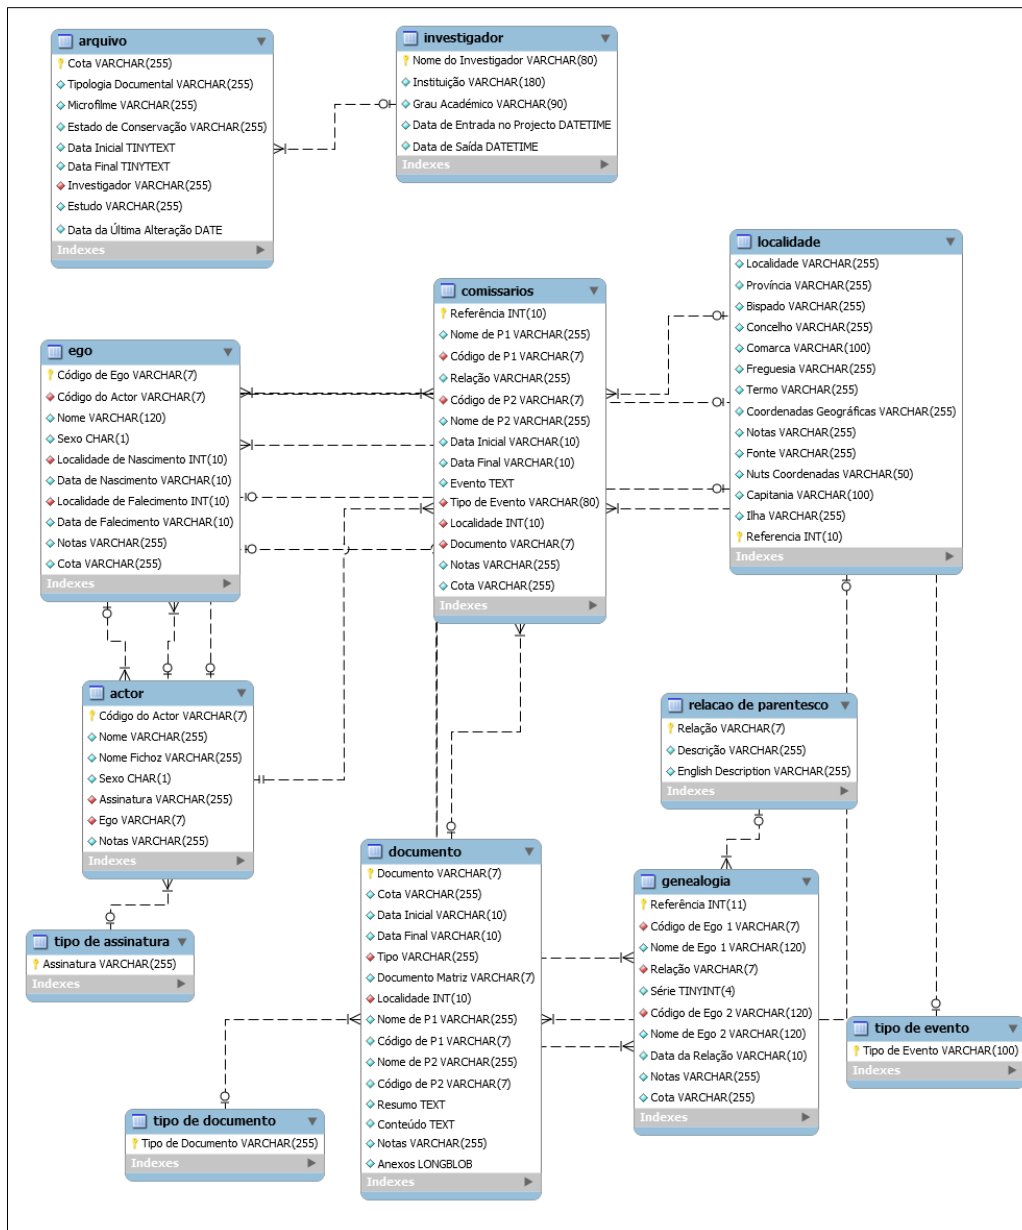 arquivo
Cota VARCHAR(255)
Tipologia Documental VARCHAR(255)
Microfilme VARCHAR(255)
Estado de Conservação VARCHAR(255)
Data Inicial TINYTEXT
Data Final TINYTEXT
Investigador VARCHAR(255)
Estudo VARCHAR(255)
Data da Última Alteração DATE
Indexes
investigador
Nome do Investigador VARCHAR(80)
Instituição VARCHAR(180)
Grau Académico VARCHAR(90)
Data de Entrada no Projecto DATETIME
Data de Saída DATETIME
Indexes
localidade
Localidade VARCHAR(255)
Província VARCHAR(255)
Bispado VARCHAR(255)
Concelho VARCHAR(255)
Comarca VARCHAR(100)
Freguesia VARCHAR(255)
Termo VARCHAR(255)
Coordenadas Geográficas VARCHAR(255)
Notas VARCHAR(255)
Fonte VARCHAR(255)
Nuts Coordenadas VARCHAR(50)
Capitania VARCHAR(100)
Ilha VARCHAR(255)
Referencia INT(10)
Indexes
comissarios
Referência INT(10)
Nome de P1 VARCHAR(255)
Código de P1 VARCHAR(7)
Relação VARCHAR(255)
Código de P2 VARCHAR(7)
Nome de P2 VARCHAR(255)
Data Inicial VARCHAR(10)
Data Final VARCHAR(10)
Evento TEXT
Tipo de Evento VARCHAR(80)
Localidade INT(10)
Documento VARCHAR(7)
Notas VARCHAR(255)
Cota VARCHAR(255)
Indexes
ego
Código de Ego VARCHAR(7)
Código do Actor VARCHAR(7)
Nome VARCHAR(120)
Sexo CHAR(1)
Localidade de Nascimento INT(10)
Data de Nascimento VARCHAR(10)
Localidade de Falecimento INT(10)
Data de Falecimento VARCHAR(10)
Notas VARCHAR(255)
Cota VARCHAR(255)
Indexes
actor
Código do Actor VARCHAR(7)
Nome VARCHAR(255)
Nome Fichoz VARCHAR(255)
Sexo CHAR(1)
Assinatura VARCHAR(255)
Ego VARCHAR(7)
Notas VARCHAR(255)
Indexes
relacao de parentesco
Relação VARCHAR(7)
Descrição VARCHAR(255)
English Description VARCHAR(255)
Indexes
documento
Documento VARCHAR(7)
Cota VARCHAR(255)
Data Inicial VARCHAR(10)
Data Final VARCHAR(10)
Tipo VARCHAR(255)
Documento Matriz VARCHAR(7)
Localidade INT(10)
Nome de P1 VARCHAR(255)
Código de P1 VARCHAR(7)
Nome de P2 VARCHAR(255)
Código de P2 VARCHAR(7)
Resumo TEXT
Conteúdo TEXT
Notas VARCHAR(255)
Anexos LONGBLOB
Indexes
genealogia
Referência INT(11)
Código de Ego 1 VARCHAR(7)
Nome de Ego 1 VARCHAR(120)
Relação VARCHAR(7)
Série TINYINT(4)
Código de Ego 2 VARCHAR(120)
Nome de Ego 2 VARCHAR(120)
Data da Relação VARCHAR(10)
Notas VARCHAR(255)
Cota VARCHAR(255)
Indexes
tipo de assinatura
Assinatura VARCHAR(255)
Indexes
tipo de evento
Tipo de Evento VARCHAR(100)
Indexes
tipo de documento
Tipo de Documento VARCHAR(255)
Indexes